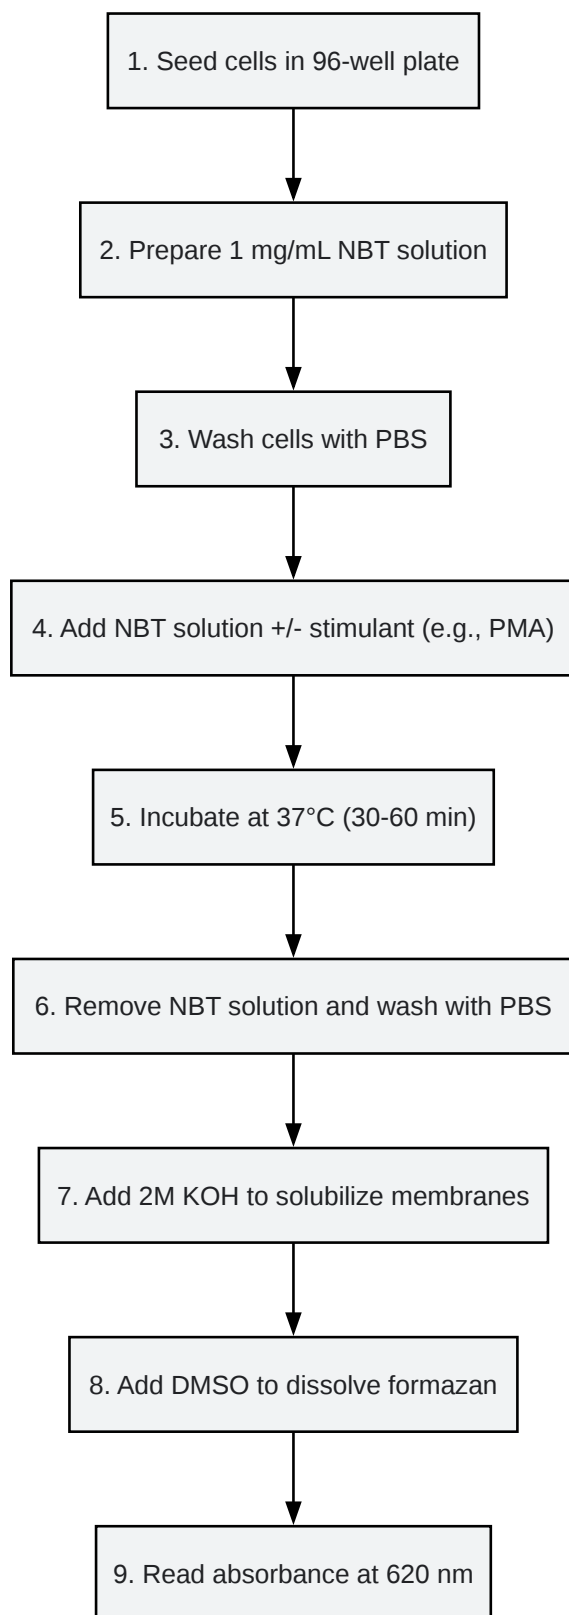 1. Seed cells in 96-well plate
2. Prepare 1 mg/mL NBT solution
3. Wash cells with PBS
4. Add NBT solution +/- stimulant (e.g., PMA)
5. Incubate at 37°C (30-60 min)
6. Remove NBT solution and wash with PBS
7. Add 2M KOH to solubilize membranes
8. Add DMSO to dissolve formazan
9. Read absorbance at 620 nm